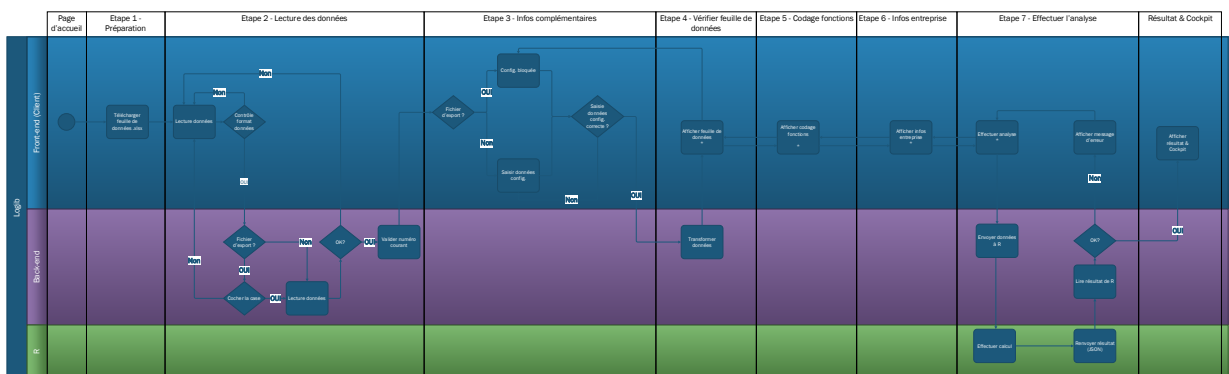 Page
d'accueil
Etape 1 -
Préparation
Etape 2 - Lecture des données
Etape 3 - Infos complémentaires
Etape 4 - Vérifier feuille de
données
Etape 5 - Codage fonctions
Etape 6 - Infos entreprise
Etape 7 - Effectuer l'analyse
Résultat & Cockpit
Logib
Front-end (Client)
Télécharger
feuille de
données .xlsx
Lecture données
Contrôle
format
données
Non
Non
OUI
Fichier
d'export ?
OUI
Non
Config. bloquée
Saisir données
config.
Saisie
données
config.
correcte ?
Non
OUI
Afficher feuille de
données
*
Afficher codage
fonctions
*
Afficher infos
entreprise
*
Effectuer analyse
*
Afficher message
d'erreur
Non
Afficher
résultat &
Cockpit
Back-end
Non
Fichier
d'export ?
Non
OUI
Cocher la case
OUI
Lecture données
OK?
OUI
Valider numéro
courant
Transformer
données
Envoyer données
à R
OK?
OUI
Lire résultat de R
R
Effectuer calcul
Renvoyer résultat
(JSON)